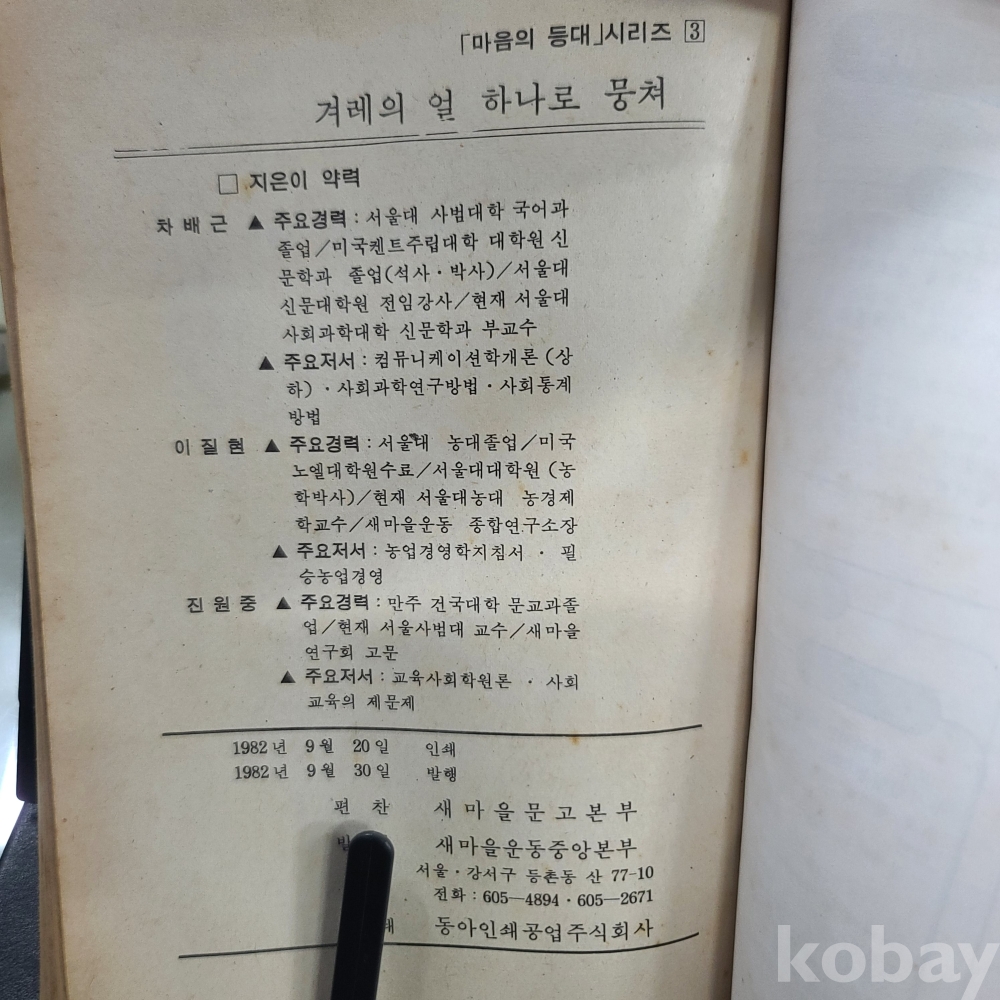 「마음의 등대」시리즈 3
겨레의 얼 하나로 뭉쳐
□ 지은이 약력
차 배 근 ▲ 주요경력 : 서울대 사범대학 국어과
졸업/미국켄트주립대학 대학원 신
문학과 졸업(석사·박사)/서울대
신문대학원 전임강사/현재 서울대
사회과학대학 신문학과 부교수
▲ 주요저서 : 컴뮤니케이션학개론 (상
하)·사회과학연구방법·사회통계
방법
이 질 현 ▲ 주요경력 : 서울대 농대졸업/미국
노엘대학원수료/서울대대학원 (농
학박사)/현재 서울대농대 농경제
학교수/새마을운동 종합연구소장
▲ 주요저서 : 농업경영학지침서 · 필
승농업경영
진 원 중 ▲ 주요경력 : 만주 건국대학 문교과졸
업/현재 서울사범대 교수/새마을
연구회 고문
▲ 주요저서 : 교육사회학원론 · 사회
교육의 제문제
1982년 9월 20일 인쇄
1982년 9월 30일 발행
편 찬 새마을문고본부
새마을운동중앙본부
서울·강서구 등촌동 산 77-10
전화 : 605—4894·605—2671
동아인쇄공업주식회사
kobay